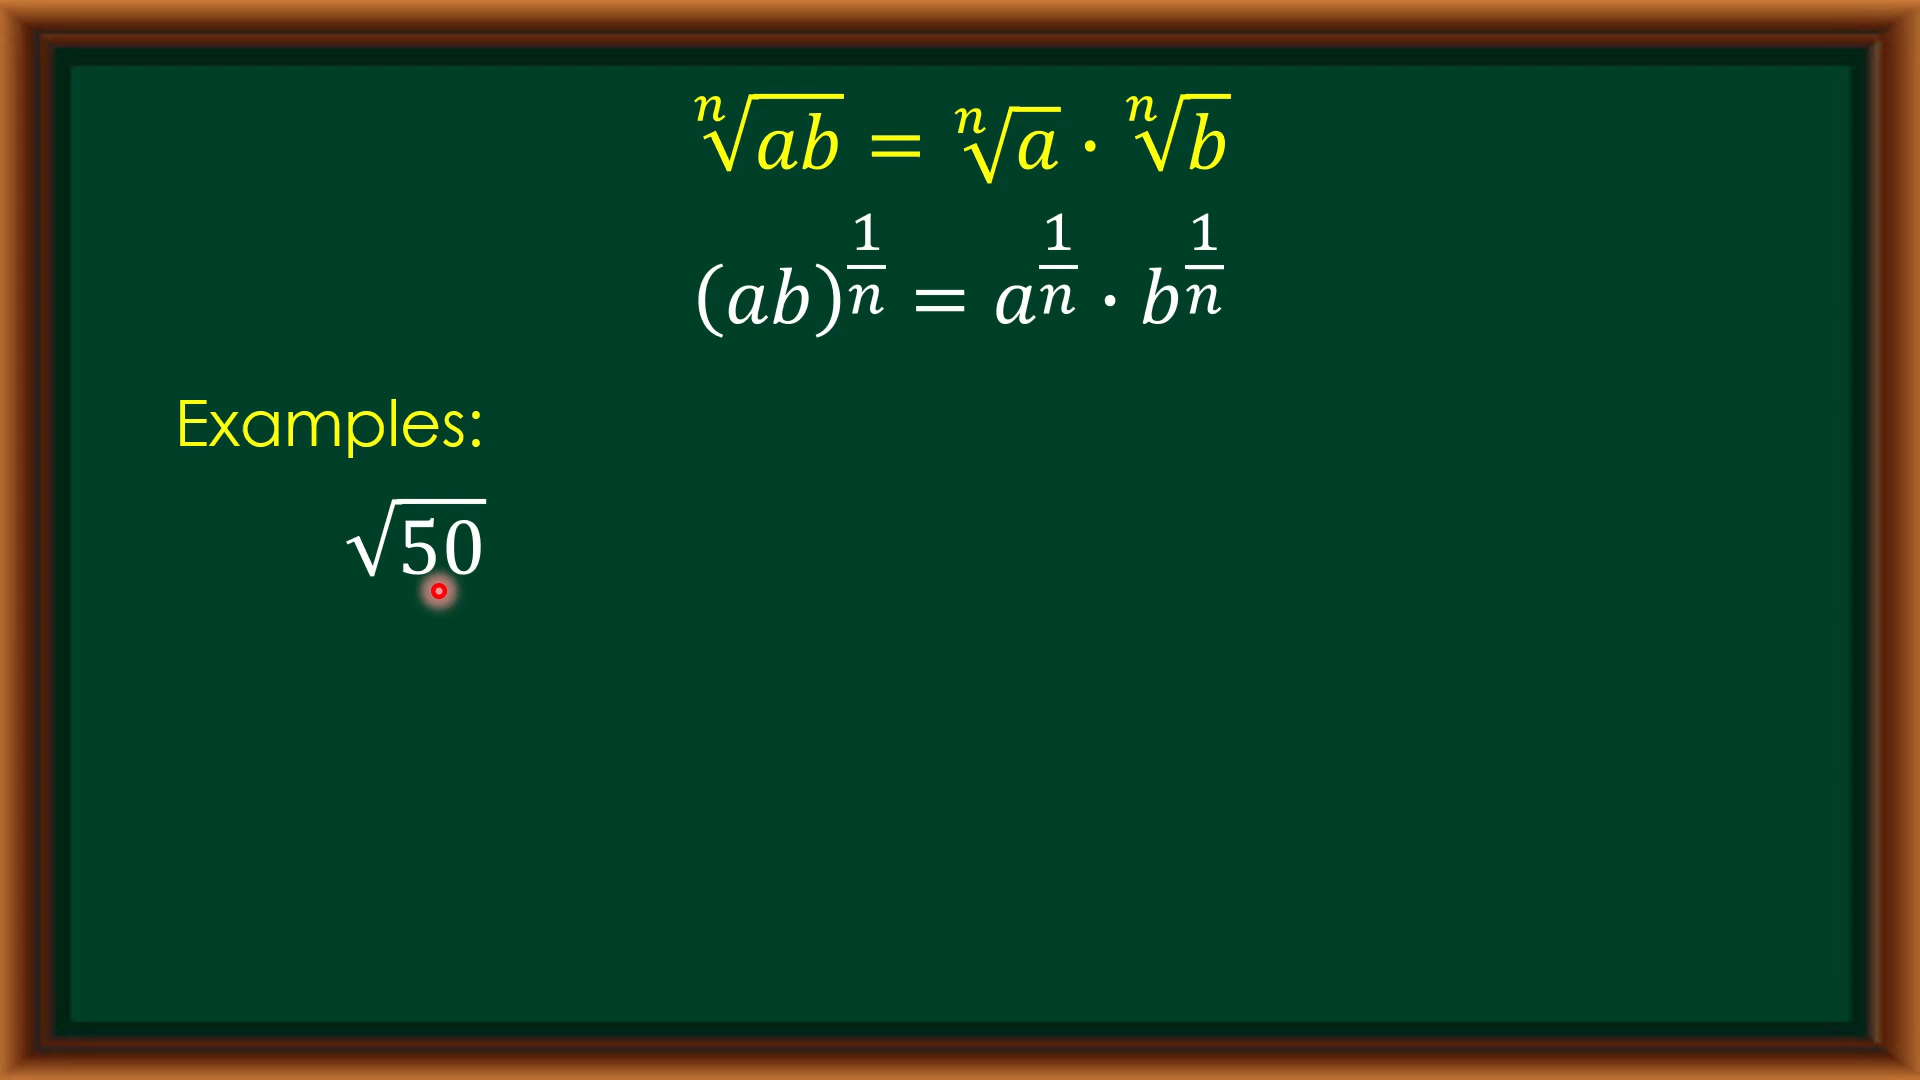 ⁿ√ab = ⁿ√a · ⁿ√b
(ab)^(1/n) = a^(1/n) · b^(1/n)
Examples:
√50